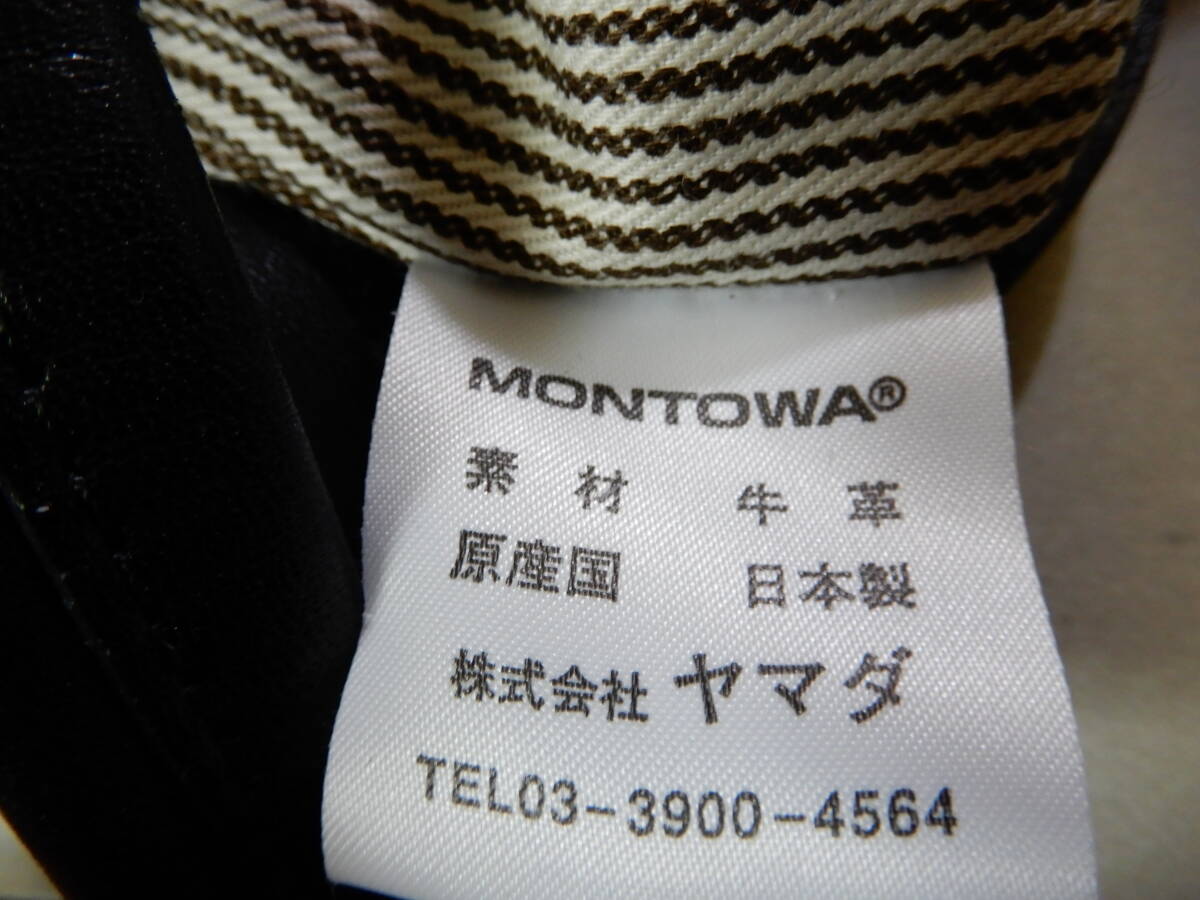 MONTOWA®
素材 牛革
原産国 日本製
株式会社 ヤマダ
TEL03-3900-4564